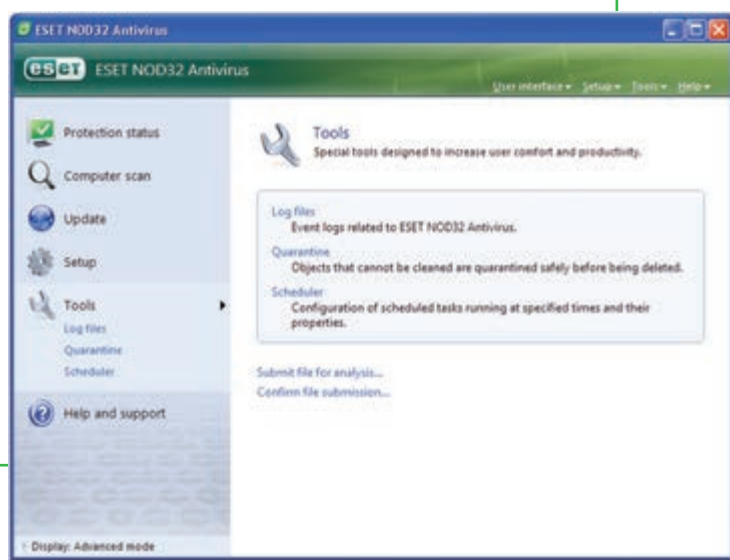 ESET NOD32 Antivirus
eset ESET NOD32 Antivirus
User interface Setup Tools Help
Protection status
Computer scan
Update
Setup
Tools
Log files
Quarantine
Scheduler
Help and support
Display: Advanced mode
Tools
Special tools designed to increase user comfort and productivity.
Log files
Event logs related to ESET NOD32 Antivirus.
Quarantine
Objects that cannot be cleaned are quarantined safely before being deleted.
Scheduler
Configuration of scheduled tasks running at specified times and their
properties.
Submit file for analysis...
Confirm file submission...